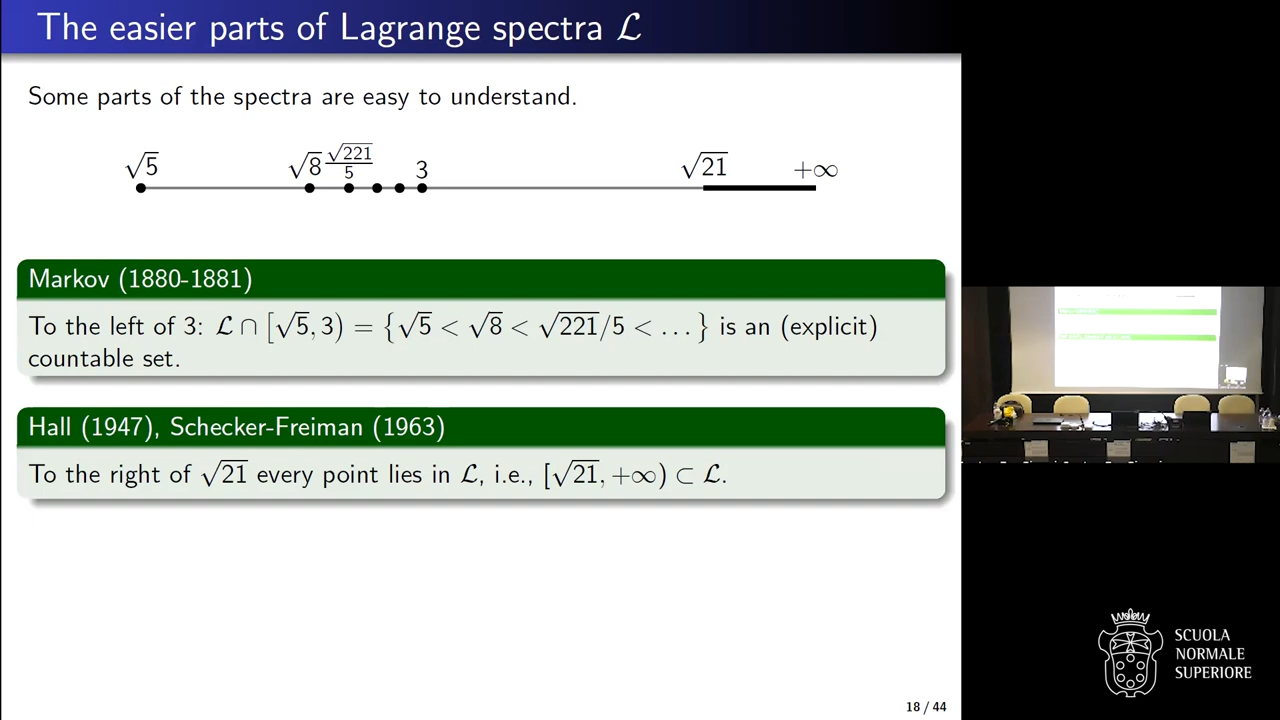 The easier parts of Lagrange spectra ℒ
Some parts of the spectra are easy to understand.
√5 √8 √221/5 3 √21 +∞
Markov (1880-1881)
To the left of 3: ℒ ∩ [√5, 3) = {√5 < √8 < √221/5 < ...} is an (explicit)
countable set.
Hall (1947), Schecker-Freiman (1963)
To the right of √21 every point lies in ℒ, i.e., [√21, +∞) ⊂ ℒ.
18 / 44
SCUOLA
NORMALE
SUPERIORE